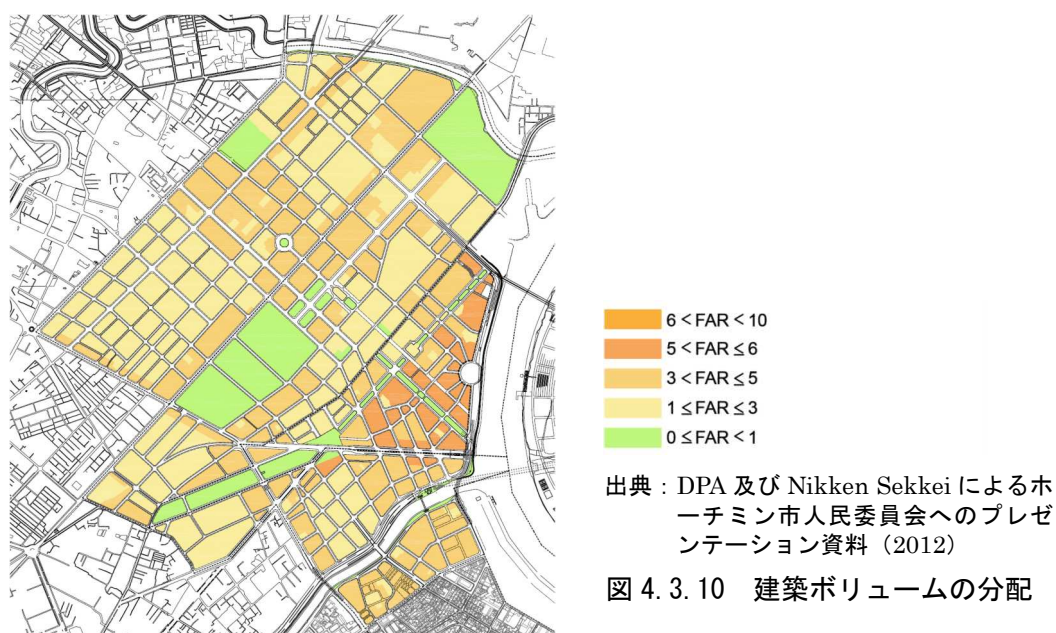 6 < FAR < 10
5 < FAR ≤ 6
3 < FAR ≤ 5
1 ≤ FAR ≤ 3
0 ≤ FAR < 1
出典：DPA 及び Nikken Sekkei によるホ
ーチミン市人民委員会へのプレゼ
ンテーション資料（2012）
図 4.3.10　建築ボリュームの分配